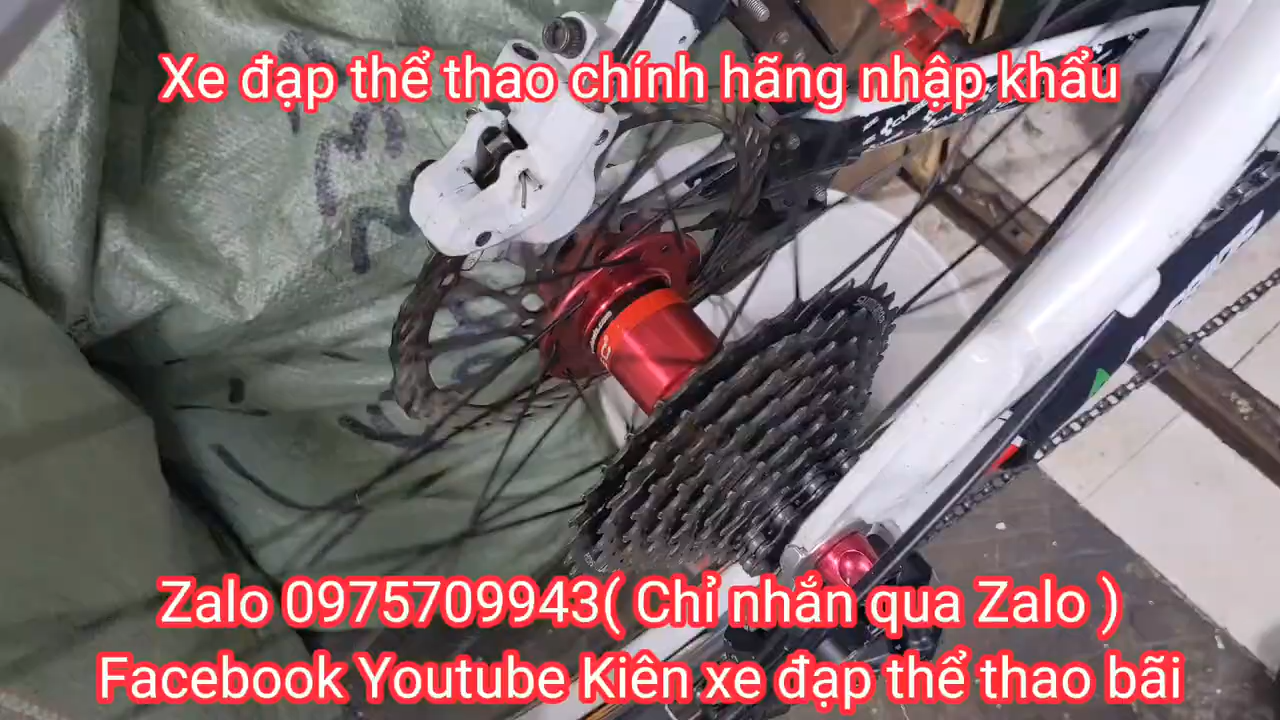 Xe đạp thể thao chính hãng nhập khẩu
Zalo 0975709943( Chỉ nhắn qua Zalo )
Facebook Youtube Kiên xe đạp thể thao bãi